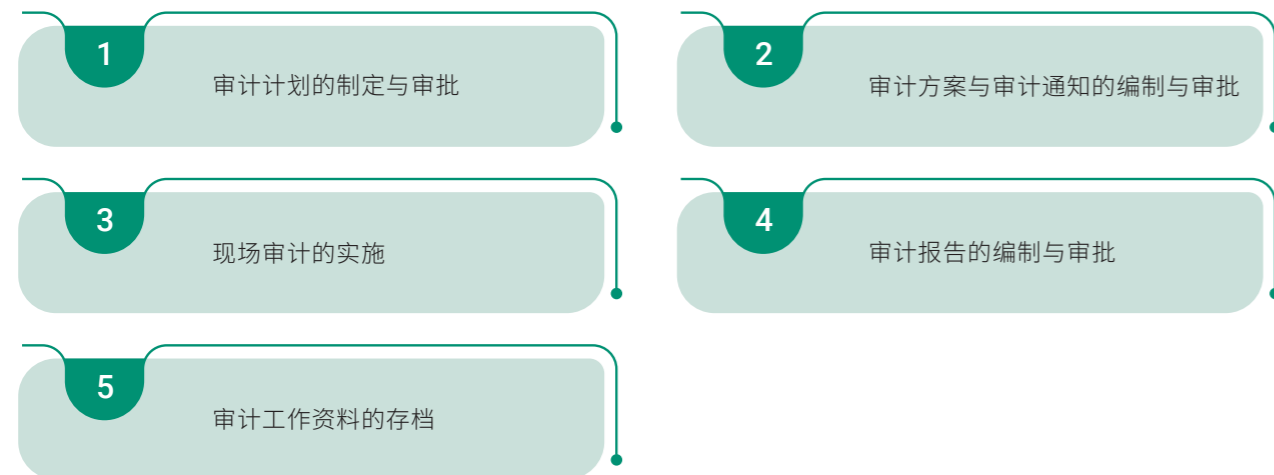 1
审计计划的制定与审批
2
审计方案与审计通知的编制与审批
3
现场审计的实施
4
审计报告的编制与审批
5
审计工作资料的存档